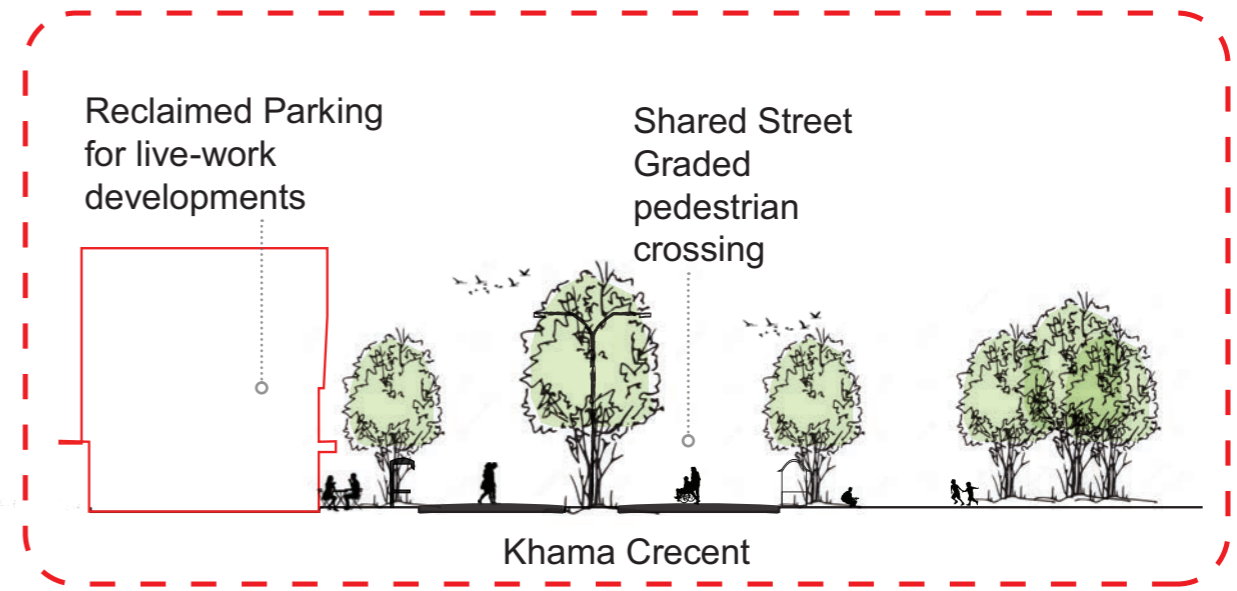 Reclaimed Parking
for live-work
developments
Shared Street
Graded
pedestrian
crossing
Khama Crecent